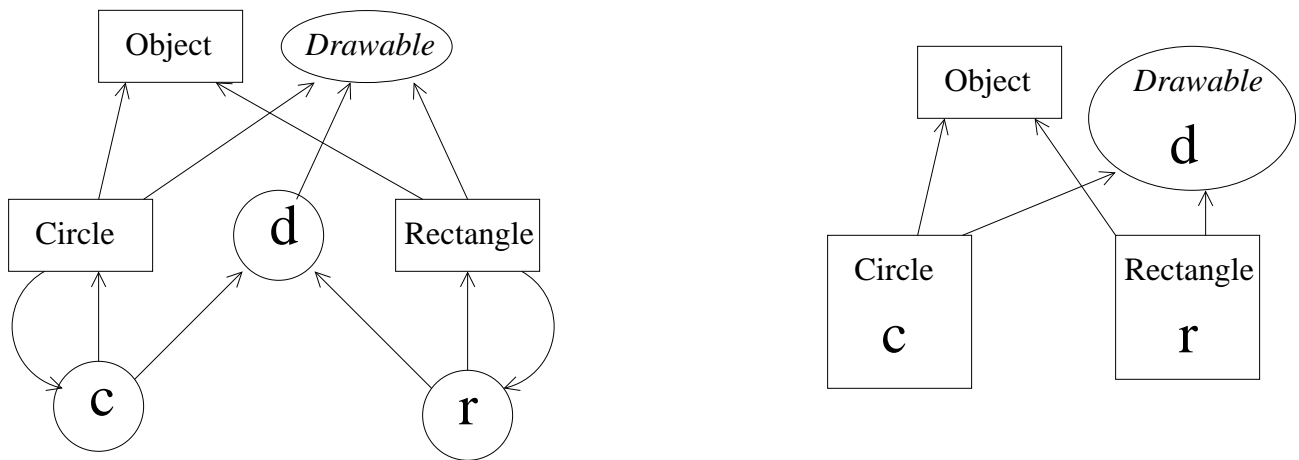 Object
Drawable
Circle
d
Rectangle
c
r
Object
Drawable
d
Circle
Rectangle
c
r